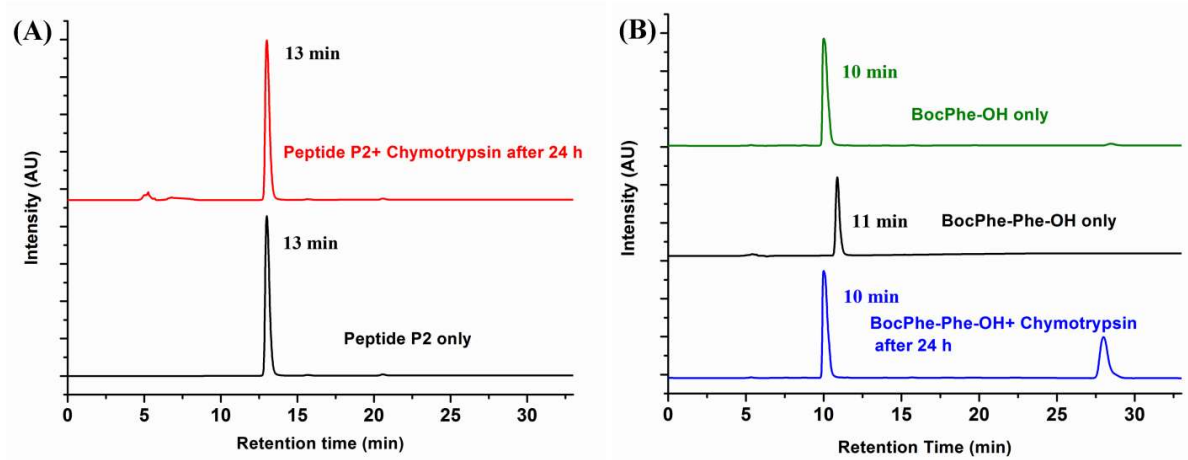 (A)
13 min
Peptide P2+ Chymotrypsin after 24 h
13 min
Peptide P2 only
Intensity (AU)
0 5 10 15 20 25 30
Retention time (min)
(B)
10 min
BocPhe-OH only
11 min
BocPhe-Phe-OH only
10 min
BocPhe-Phe-OH+ Chymotrypsin
after 24 h
Intensity (AU)
0 5 10 15 20 25 30
Retention Time (min)